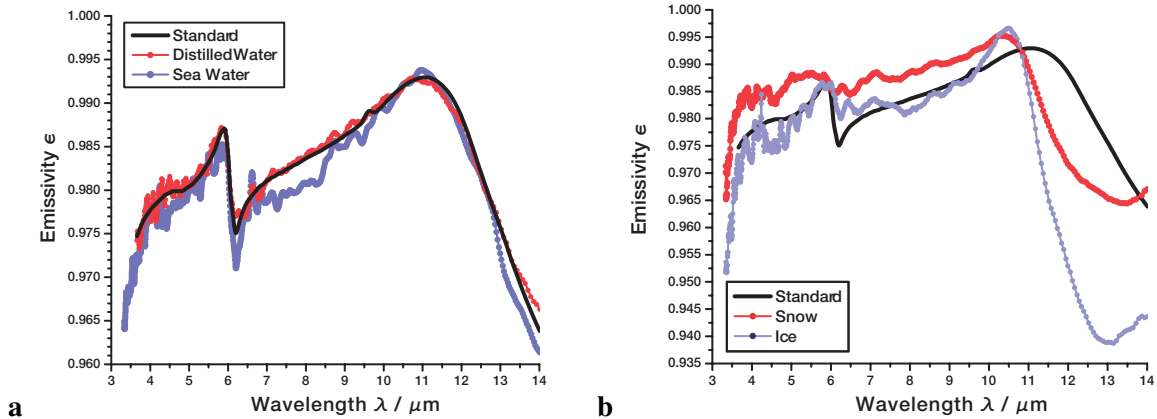 1.000
0.995
0.990
0.985
0.980
0.975
0.970
0.965
0.960
Emissivity ϵ
Standard
Distilled Water
Sea Water
3 4 5 6 7 8 9 10 11 12 13 14
Wavelength λ / μm
a
1.000
0.995
0.990
0.985
0.980
0.975
0.970
0.965
0.960
0.955
0.950
0.945
0.940
0.935
Emissivity ϵ
Standard
Snow
Ice
3 4 5 6 7 8 9 10 11 12 13 14
Wavelength λ / μm
b